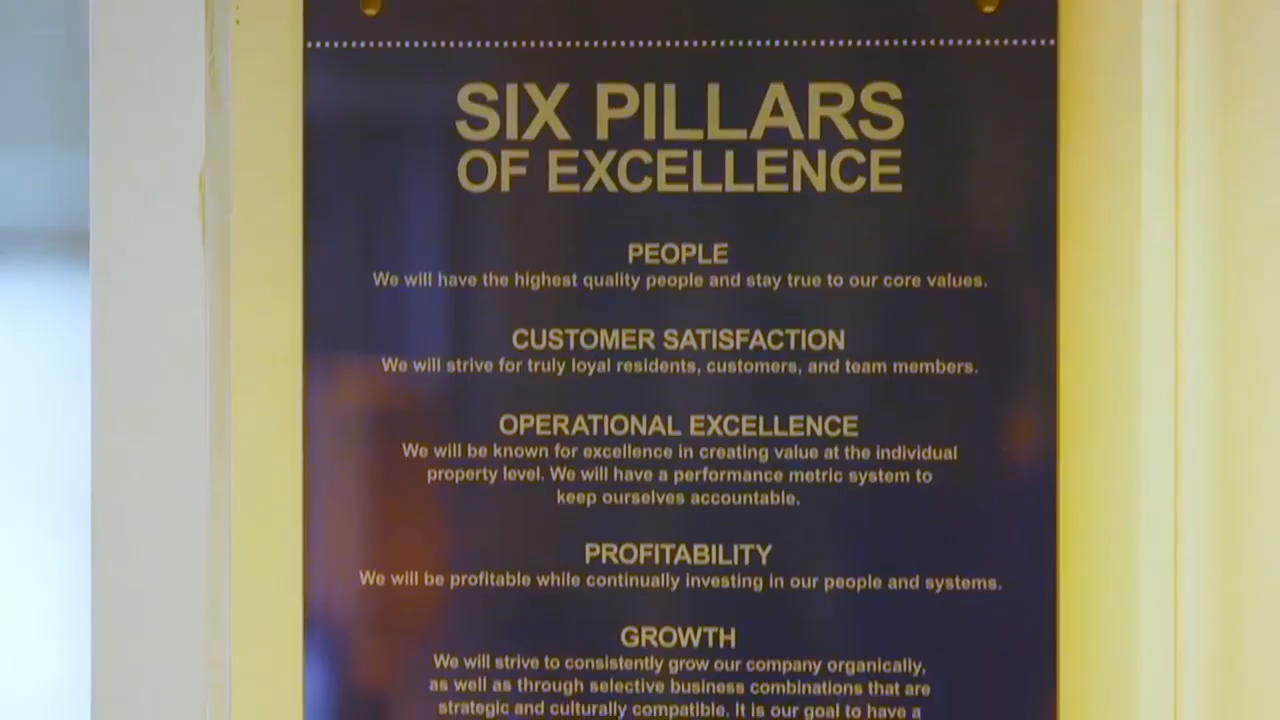 SIX PILLARS
OF EXCELLENCE
PEOPLE
We will have the highest quality people and stay true to our core values.
CUSTOMER SATISFACTION
We will strive for truly loyal residents, customers, and team members.
OPERATIONAL EXCELLENCE
We will be known for excellence in creating value at the individual
property level. We will have a performance metric system to
keep ourselves accountable.
PROFITABILITY
We will be profitable while continually investing in our people and systems.
GROWTH
We will strive to consistently grow our company organically,
as well as through selective business combinations that are
strategic and culturally compatible. It is our goal to have a